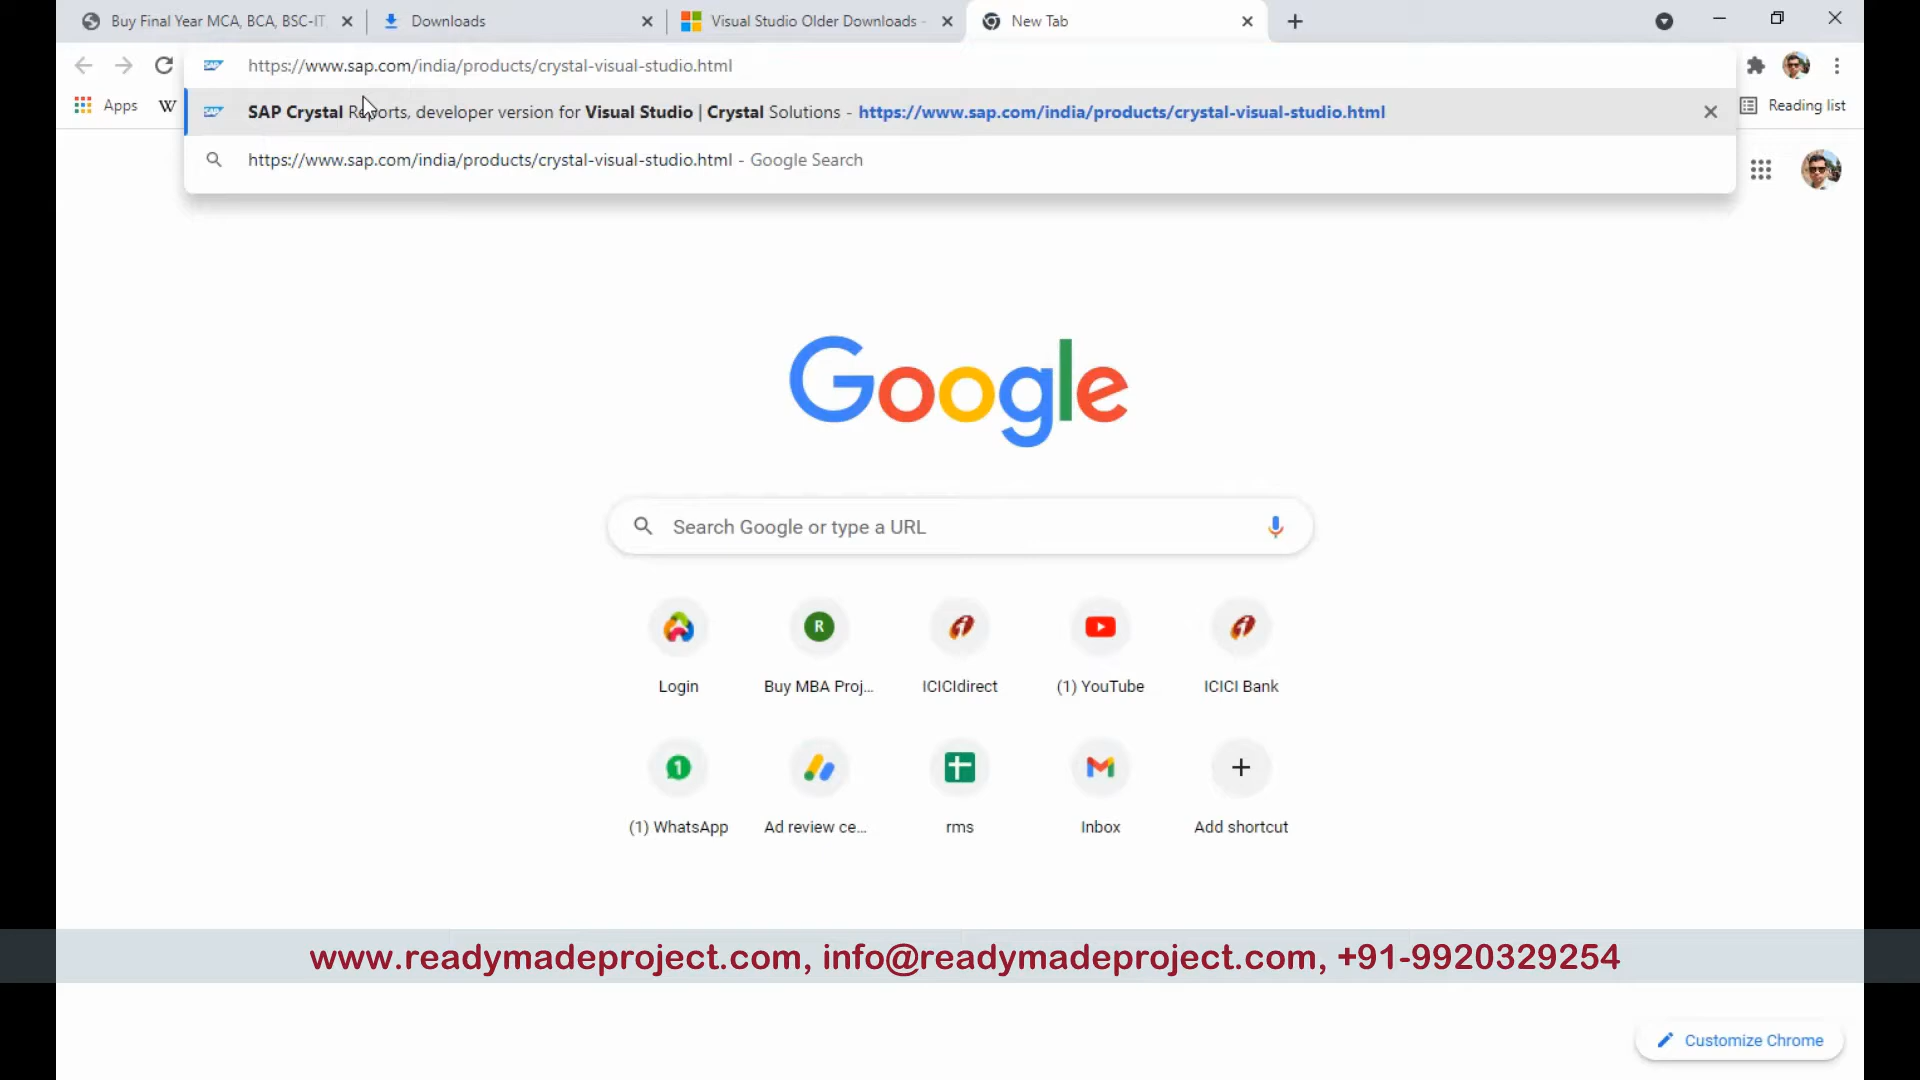 Buy Final Year MCA, BCA, BSC-IT
Downloads
Visual Studio Older Downloads -
New Tab
https://www.sap.com/india/products/crystal-visual-studio.html
Apps
W
SAP Crystal Reports, developer version for Visual Studio | Crystal Solutions - https://www.sap.com/india/products/crystal-visual-studio.html
Reading list
https://www.sap.com/india/products/crystal-visual-studio.html - Google Search
Google
Search Google or type a URL
R
Login
Buy MBA Proj...
ICICIdirect
(1) YouTube
ICICI Bank
1
(1) WhatsApp
Ad review ce...
rms
Inbox
Add shortcut
www.readymadeproject.com, info@readymadeproject.com, +91-9920329254
Customize Chrome